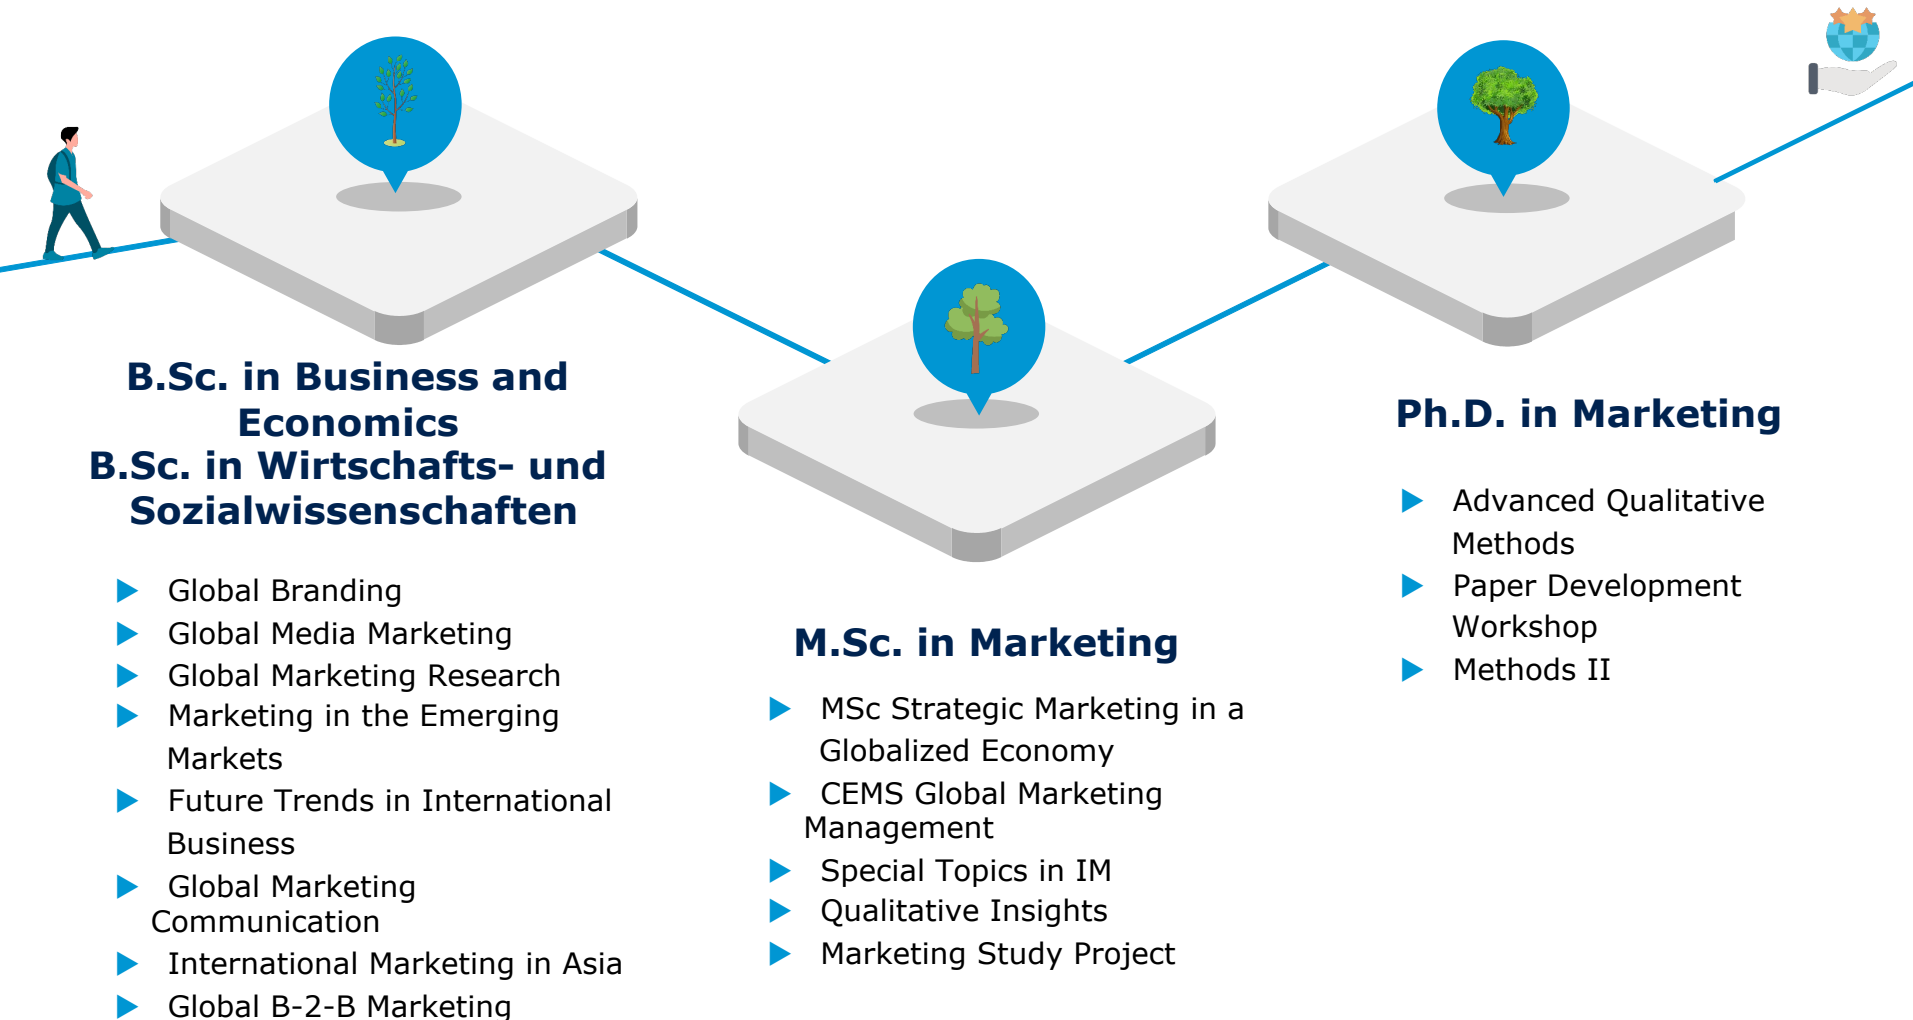 B.Sc. in Business and
Economics
B.Sc. in Wirtschafts- und
Sozialwissenschaften
Global Branding
Global Media Marketing
Global Marketing Research
Marketing in the Emerging
Markets
Future Trends in International
Business
Global Marketing
Communication
International Marketing in Asia
Global B-2-B Marketing
M.Sc. in Marketing
MSc Strategic Marketing in a
Globalized Economy
CEMS Global Marketing
Management
Special Topics in IM
Qualitative Insights
Marketing Study Project
Ph.D. in Marketing
Advanced Qualitative
Methods
Paper Development
Workshop
Methods II